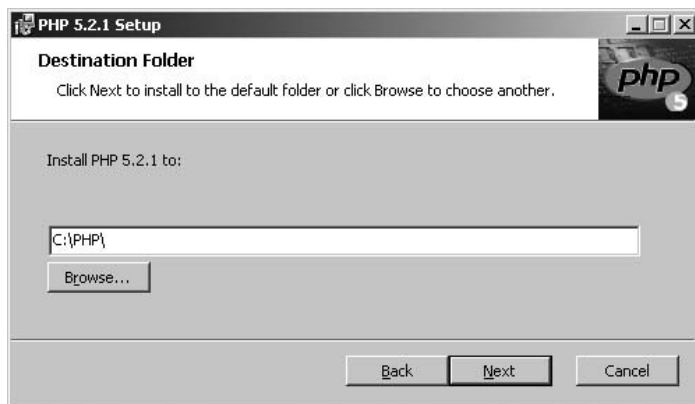 PHP 5.2.1 Setup
Destination Folder
Click Next to install to the default folder or click Browse to choose another.
php
5
Install PHP 5.2.1 to:
C:\PHP\
Browse...
Back Next Cancel